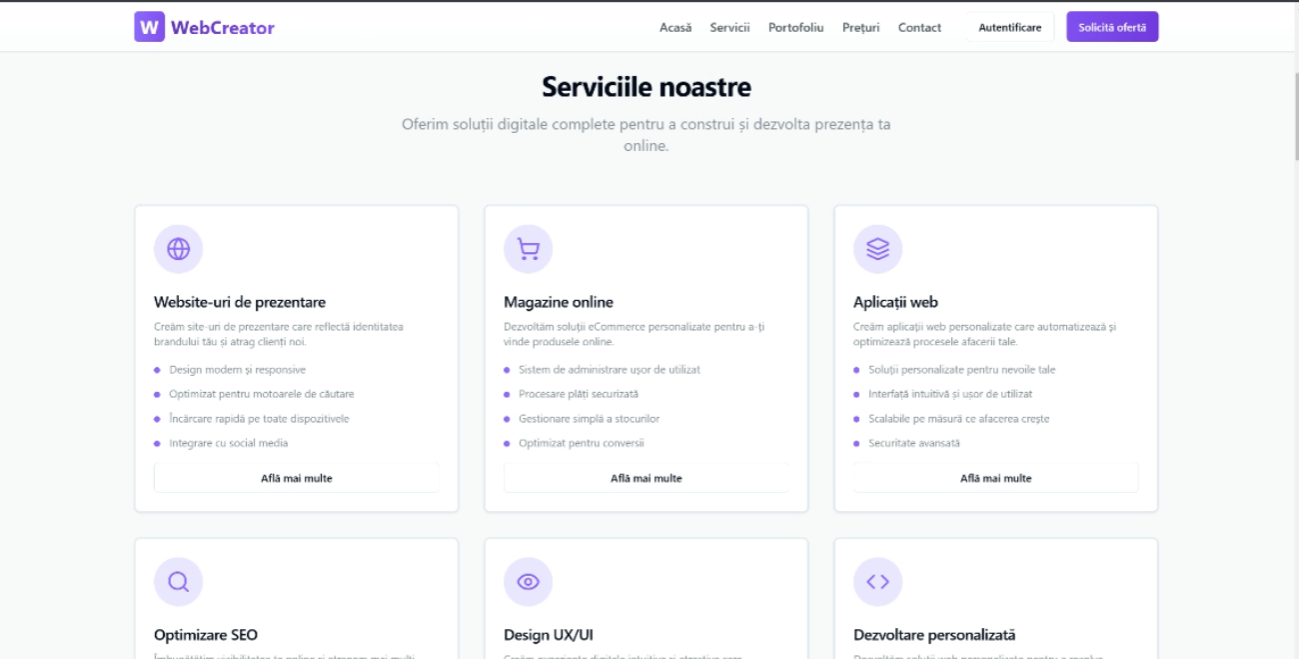 W WebCreator
Acasă Servicii Portofoliu Prețuri Contact Autentificare Solicită ofertă
Serviciile noastre
Oferim soluții digitale complete pentru a construi și dezvolta prezența ta
online.
Website-uri de prezentare
Creăm site-uri de prezentare care reflectă identitatea
brandului tău și atrag clienți noi.
Design modern și responsive
Optimizat pentru motoarele de căutare
Încărcare rapidă pe toate dispozitivele
Integrare cu social media
Află mai multe
Magazine online
Dezvoltăm soluții eCommerce personalizate pentru a-ți
vinde produsele online.
Sistem de administrare ușor de utilizat
Procesare plăți securizată
Gestionare simplă a stocurilor
Optimizat pentru conversii
Află mai multe
Aplicații web
Creăm aplicații web personalizate care automatizează și
optimizează procesele afacerii tale.
Soluții personalizate pentru nevoile tale
Interfață intuitivă și ușor de utilizat
Scalabile pe măsură ce afacerea crește
Securitate avansată
Află mai multe
Optimizare SEO
Design UX/UI
Dezvoltare personalizată